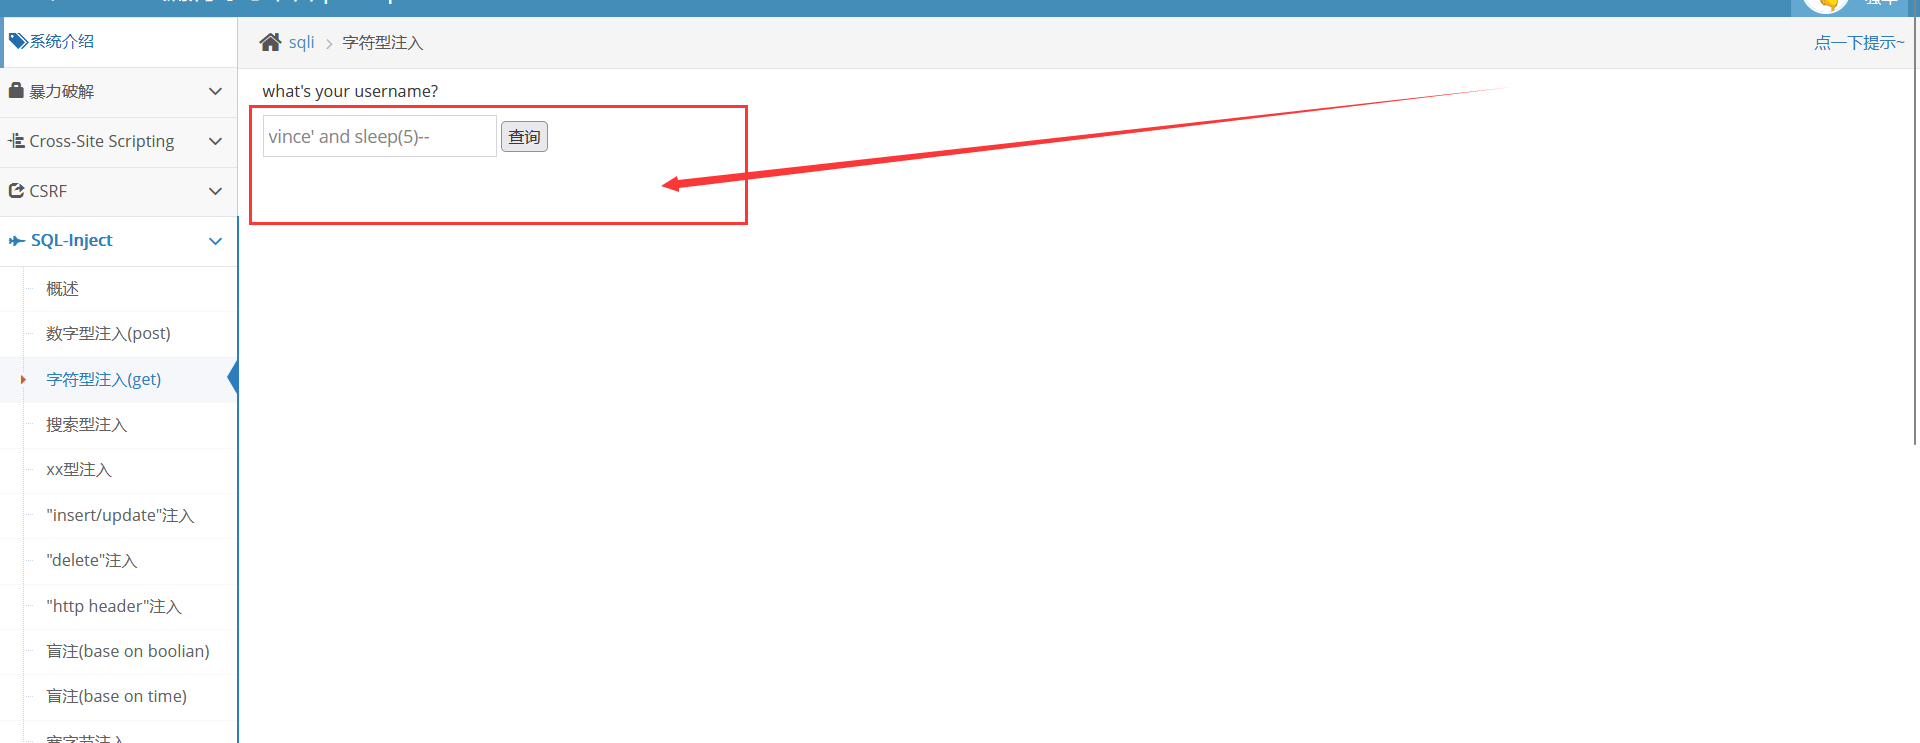 系统介绍
sqli > 字符型注入
点一下提示~
暴力破解
Cross-Site Scripting
CSRF
SQL-Inject
概述
数字型注入(post)
字符型注入(get)
搜索型注入
xx型注入
"insert/update"注入
"delete"注入
"http header"注入
盲注(base on boolian)
盲注(base on time)
what's your username?
vince' and sleep(5)--
查询